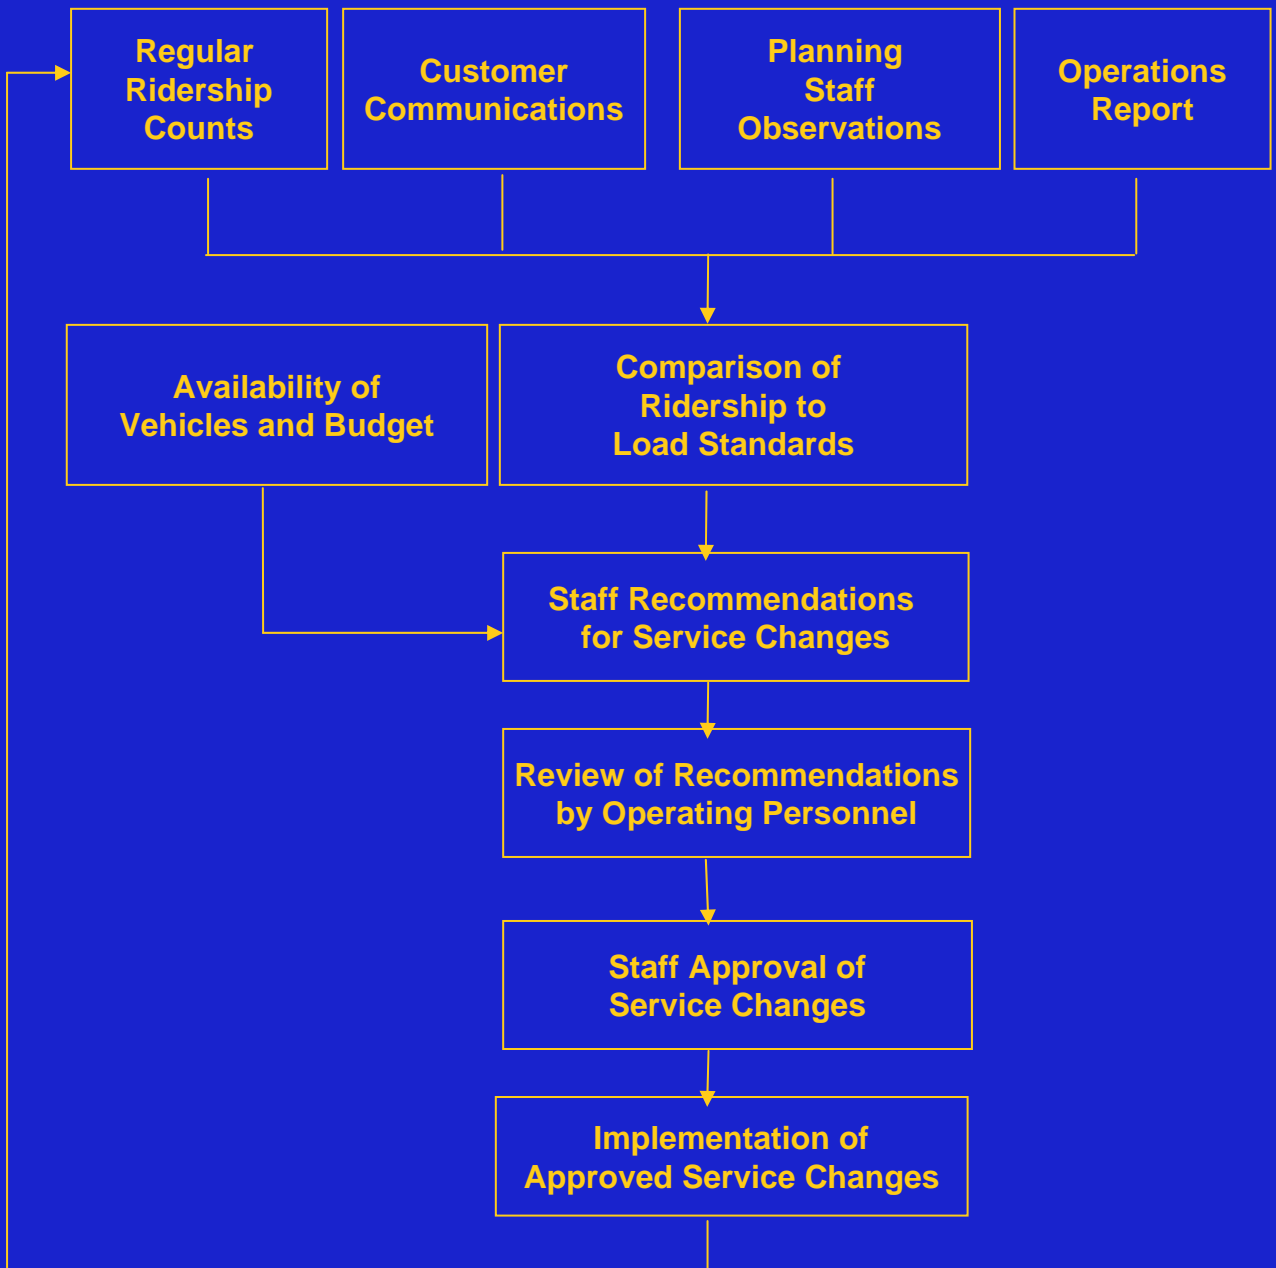 Regular
Ridership
Counts
Customer
Communications
Planning
Staff
Observations
Operations
Report
Availability of
Vehicles and Budget
Comparison of
Ridership to
Load Standards
Staff Recommendations
for Service Changes
Review of Recommendations
by Operating Personnel
Staff Approval of
Service Changes
Implementation of
Approved Service Changes